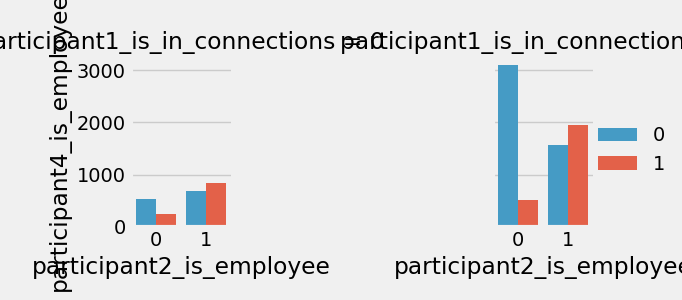 participant1_is_in_connections = 0
participant1_is_in_connection
participant4_is_employee
3000
2000
1000
0
0 1
0 1
participant2_is_employee
participant2_is_employee
0
1